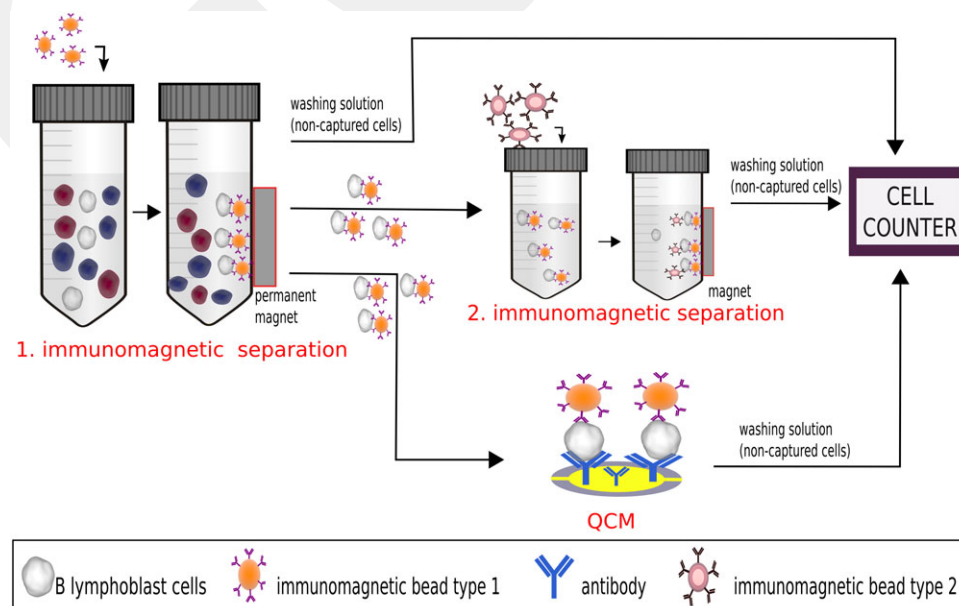 washing solution
(non-captured cells)
washing solution
(non-captured cells)
CELL
COUNTER
permanent
magnet
magnet
1. immunomagnetic separation
2. immunomagnetic separation
washing solution
(non-captured cells)
QCM
B lymphoblast cells
immunomagnetic bead type 1
antibody
immunomagnetic bead type 2